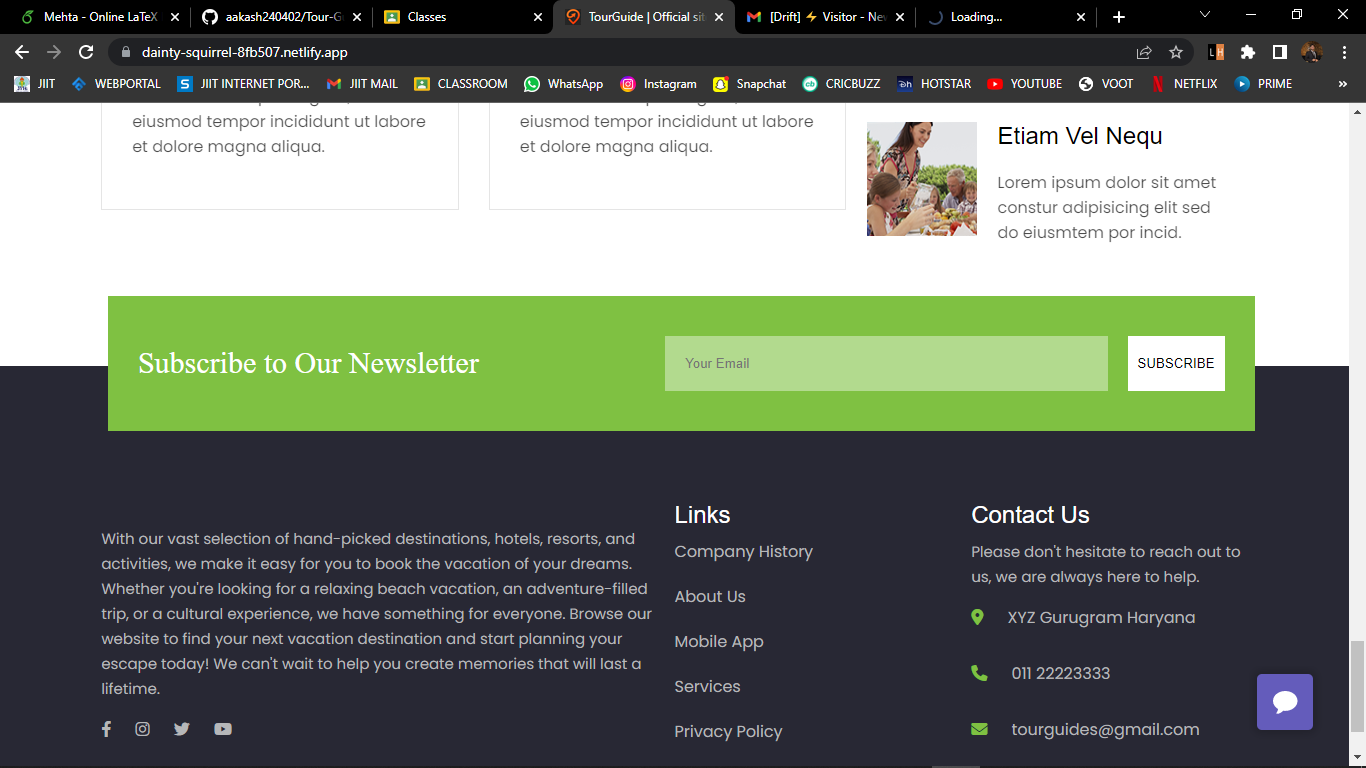 Mehta - Online LaTeX
aakash240402/Tour-G
Classes
TourGuide | Official sit
[Drift] ⚡ Visitor - Nev
Loading...
dainty-squirrel-8fb507.netlify.app
JIIT
WEBPORTAL
JIIT INTERNET POR...
JIIT MAIL
CLASSROOM
WhatsApp
Instagram
Snapchat
CRICBUZZ
HOTSTAR
YOUTUBE
VOOT
NETFLIX
PRIME
eiusmod tempor incididunt ut labore
et dolore magna aliqua.
eiusmod tempor incididunt ut labore
et dolore magna aliqua.
Etiam Vel Nequ
Lorem ipsum dolor sit amet
constur adipisicing elit sed
do eiusmtem por incid.
Subscribe to Our Newsletter
Your Email
SUBSCRIBE
With our vast selection of hand-picked destinations, hotels, resorts, and
activities, we make it easy for you to book the vacation of your dreams.
Whether you're looking for a relaxing beach vacation, an adventure-filled
trip, or a cultural experience, we have something for everyone. Browse our
website to find your next vacation destination and start planning your
escape today! We can't wait to help you create memories that will last a
lifetime.
Links
Company History
About Us
Mobile App
Services
Privacy Policy
Contact Us
Please don't hesitate to reach out to
us, we are always here to help.
XYZ Gurugram Haryana
011 22223333
tourguides@gmail.com